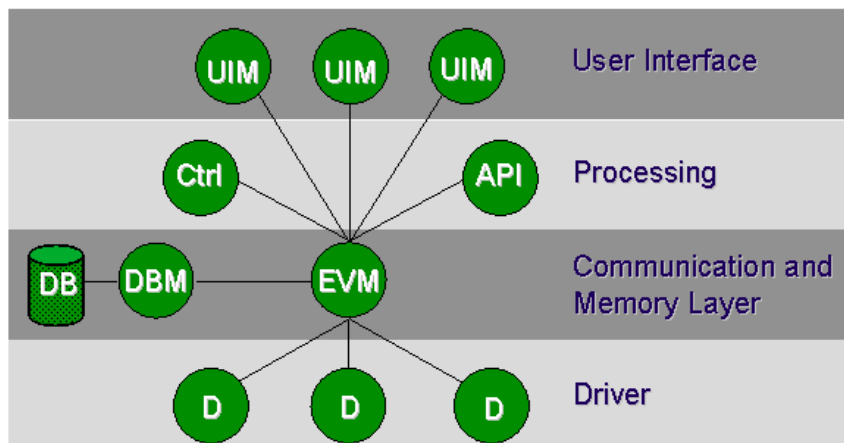 UIM UIM UIM User Interface
Ctrl API Processing
DB DBM EVM Communication and
Memory Layer
D D D Driver